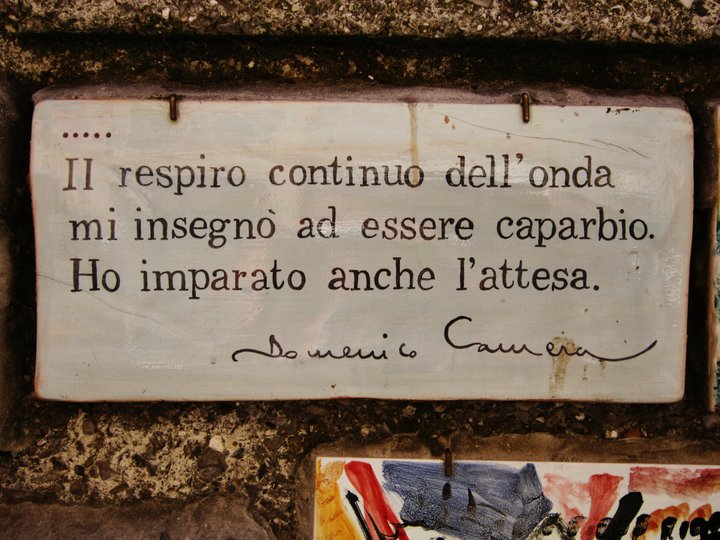 .....
Il respiro continuo dell'onda
mi insegnò ad essere caparbio.
Ho imparato anche l'attesa.
Domenico Camera